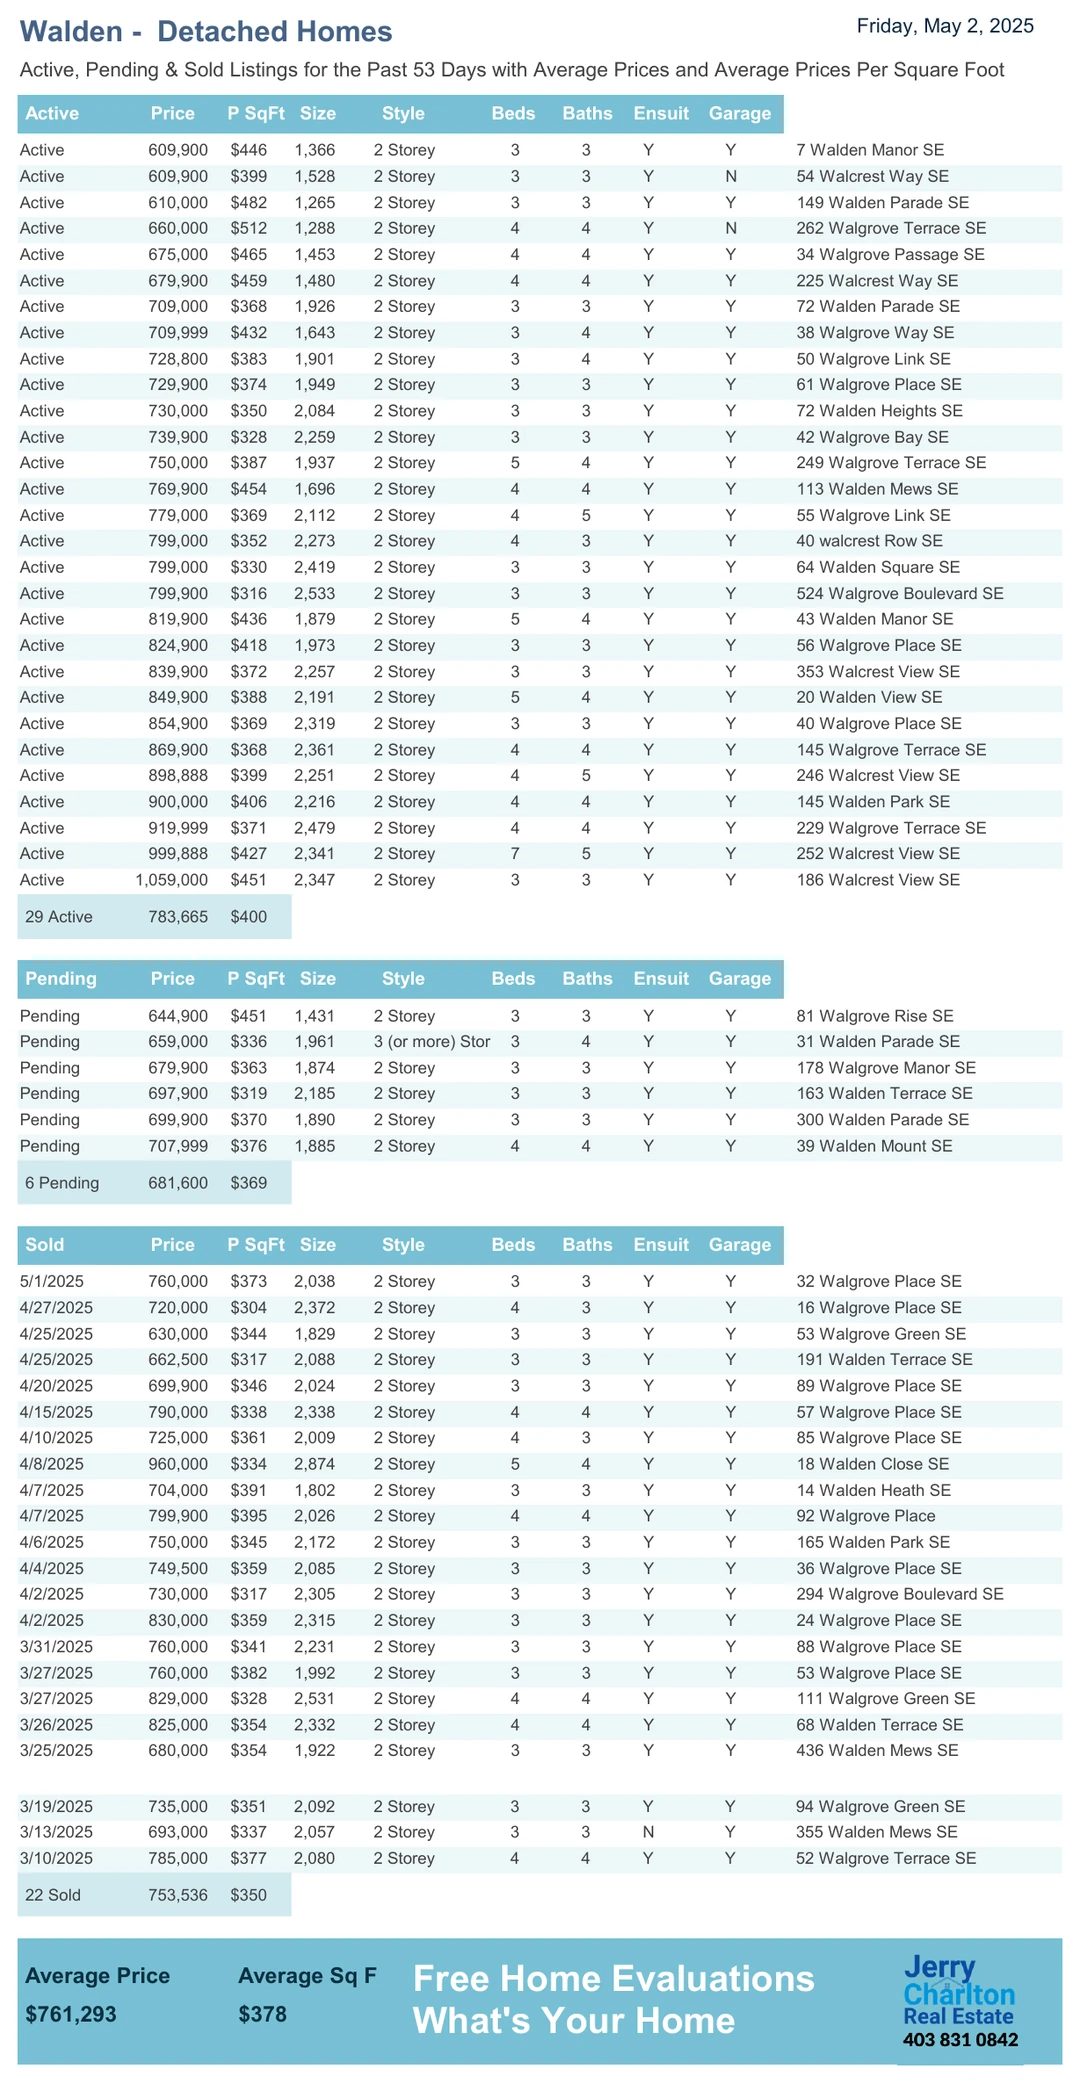 Walden -  Detached Homes
Friday, May 2, 2025
Active, Pending & Sold Listings for the Past 53 Days with Average Prices and Average Prices Per Square Foot
Active Price P SqFt Size Style Beds Baths Ensuit Garage
Active 609,900 $446 1,366 2 Storey 3 3 Y Y 7 Walden Manor SE
Active 609,900 $399 1,528 2 Storey 3 3 Y N 54 Walcrest Way SE
Active 610,000 $482 1,265 2 Storey 3 3 Y Y 149 Walden Parade SE
Active 660,000 $512 1,288 2 Storey 4 4 Y N 262 Walgrove Terrace SE
Active 675,000 $465 1,453 2 Storey 4 4 Y Y 34 Walgrove Passage SE
Active 679,900 $459 1,480 2 Storey 4 4 Y Y 225 Walcrest Way SE
Active 709,000 $368 1,926 2 Storey 3 3 Y Y 72 Walden Parade SE
Active 709,999 $432 1,643 2 Storey 3 4 Y Y 38 Walgrove Way SE
Active 728,800 $383 1,901 2 Storey 3 4 Y Y 50 Walgrove Link SE
Active 729,900 $374 1,949 2 Storey 3 3 Y Y 61 Walgrove Place SE
Active 730,000 $350 2,084 2 Storey 3 3 Y Y 72 Walden Heights SE
Active 739,900 $328 2,259 2 Storey 3 3 Y Y 42 Walgrove Bay SE
Active 750,000 $387 1,937 2 Storey 5 4 Y Y 249 Walgrove Terrace SE
Active 769,900 $454 1,696 2 Storey 4 4 Y Y 113 Walden Mews SE
Active 779,000 $369 2,112 2 Storey 4 5 Y Y 55 Walgrove Link SE
Active 799,000 $352 2,273 2 Storey 4 3 Y Y 40 walcrest Row SE
Active 799,000 $330 2,419 2 Storey 3 3 Y Y 64 Walden Square SE
Active 799,900 $316 2,533 2 Storey 3 3 Y Y 524 Walgrove Boulevard SE
Active 819,900 $436 1,879 2 Storey 5 4 Y Y 43 Walden Manor SE
Active 824,900 $418 1,973 2 Storey 3 3 Y Y 56 Walgrove Place SE
Active 839,900 $372 2,257 2 Storey 3 3 Y Y 353 Walcrest View SE
Active 849,900 $388 2,191 2 Storey 5 4 Y Y 20 Walden View SE
Active 854,900 $369 2,319 2 Storey 3 3 Y Y 40 Walgrove Place SE
Active 869,900 $368 2,361 2 Storey 4 4 Y Y 145 Walgrove Terrace SE
Active 898,888 $399 2,251 2 Storey 4 5 Y Y 246 Walcrest View SE
Active 900,000 $406 2,216 2 Storey 4 4 Y Y 145 Walden Park SE
Active 919,999 $371 2,479 2 Storey 4 4 Y Y 229 Walgrove Terrace SE
Active 999,888 $427 2,341 2 Storey 7 5 Y Y 252 Walcrest View SE
Active 1,059,000 $451 2,347 2 Storey 3 3 Y Y 186 Walcrest View SE
29 Active 783,665 $400
Pending Price P SqFt Size Style Beds Baths Ensuit Garage
Pending 644,900 $451 1,431 2 Storey 3 3 Y Y 81 Walgrove Rise SE
Pending 659,000 $336 1,961 3 (or more) Stor 3 4 Y Y 31 Walden Parade SE
Pending 679,900 $363 1,874 2 Storey 3 3 Y Y 178 Walgrove Manor SE
Pending 697,900 $319 2,185 2 Storey 3 3 Y Y 163 Walden Terrace SE
Pending 699,900 $370 1,890 2 Storey 3 3 Y Y 300 Walden Parade SE
Pending 707,999 $376 1,885 2 Storey 4 4 Y Y 39 Walden Mount SE
6 Pending 681,600 $369
Sold Price P SqFt Size Style Beds Baths Ensuit Garage
5/1/2025 760,000 $373 2,038 2 Storey 3 3 Y Y 32 Walgrove Place SE
4/27/2025 720,000 $304 2,372 2 Storey 4 3 Y Y 16 Walgrove Place SE
4/25/2025 630,000 $344 1,829 2 Storey 3 3 Y Y 53 Walgrove Green SE
4/25/2025 662,500 $317 2,088 2 Storey 3 3 Y Y 191 Walden Terrace SE
4/20/2025 699,900 $346 2,024 2 Storey 3 3 Y Y 89 Walgrove Place SE
4/15/2025 790,000 $338 2,338 2 Storey 4 4 Y Y 57 Walgrove Place SE
4/10/2025 725,000 $361 2,009 2 Storey 4 3 Y Y 85 Walgrove Place SE
4/8/2025 960,000 $334 2,874 2 Storey 5 4 Y Y 18 Walden Close SE
4/7/2025 704,000 $391 1,802 2 Storey 3 3 Y Y 14 Walden Heath SE
4/7/2025 799,900 $395 2,026 2 Storey 4 4 Y Y 92 Walgrove Place
4/6/2025 750,000 $345 2,172 2 Storey 3 3 Y Y 165 Walden Park SE
4/4/2025 749,500 $359 2,085 2 Storey 3 3 Y Y 36 Walgrove Place SE
4/2/2025 730,000 $317 2,305 2 Storey 3 3 Y Y 294 Walgrove Boulevard SE
4/2/2025 830,000 $359 2,315 2 Storey 3 3 Y Y 24 Walgrove Place SE
3/31/2025 760,000 $341 2,231 2 Storey 3 3 Y Y 88 Walgrove Place SE
3/27/2025 760,000 $382 1,992 2 Storey 3 3 Y Y 53 Walgrove Place SE
3/27/2025 829,000 $328 2,531 2 Storey 4 4 Y Y 111 Walgrove Green SE
3/26/2025 825,000 $354 2,332 2 Storey 4 4 Y Y 68 Walden Terrace SE
3/25/2025 680,000 $354 1,922 2 Storey 3 3 Y Y 436 Walden Mews SE
3/19/2025 735,000 $351 2,092 2 Storey 3 3 Y Y 94 Walgrove Green SE
3/13/2025 693,000 $337 2,057 2 Storey 3 3 N Y 355 Walden Mews SE
3/10/2025 785,000 $377 2,080 2 Storey 4 4 Y Y 52 Walgrove Terrace SE
22 Sold 753,536 $350
Average Price Average Sq F
$761,293 $378
Free Home Evaluations
What's Your Home
Jerry
Charlton
Real Estate
403 831 0842